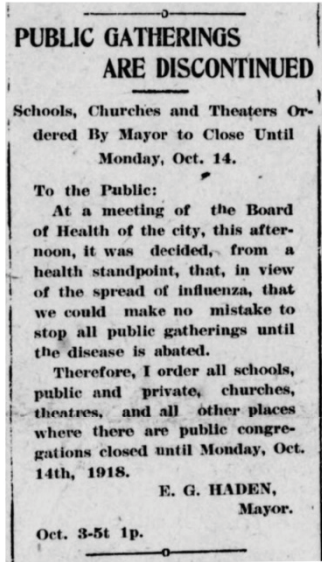 PUBLIC GATHERINGS
ARE DISCONTINUED
Schools, Churches and Theaters Or-
dered By Mayor to Close Until
Monday, Oct. 14.
To the Public:
At a meeting of the Board
of Health of the city, this after-
noon, it was decided, from a
health standpoint, that, in view
of the spread of influenza, that
we could make no mistake to
stop all public gatherings until
the disease is abated.
Therefore, I order all schools,
public and private, churches,
theatres, and all other places
where there are public congre-
gations closed until Monday, Oct.
14th, 1918.
E. G. HADEN,
Mayor.
Oct. 3-5t 1p.